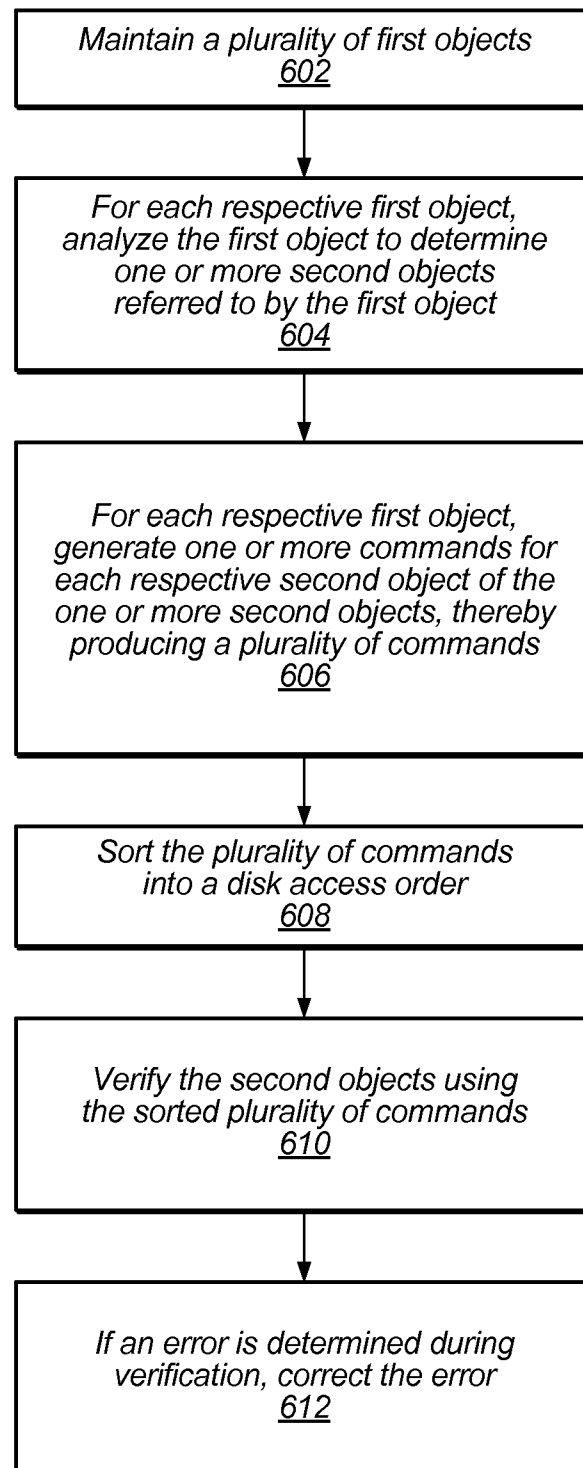 Maintain a plurality of first objects
602
For each respective first object,
analyze the first object to determine
one or more second objects
referred to by the first object
604
For each respective first object,
generate one or more commands for
each respective second object of the
one or more second objects, thereby
producing a plurality of commands
606
Sort the plurality of commands
into a disk access order
608
Verify the second objects using
the sorted plurality of commands
610
If an error is determined during
verification, correct the error
612